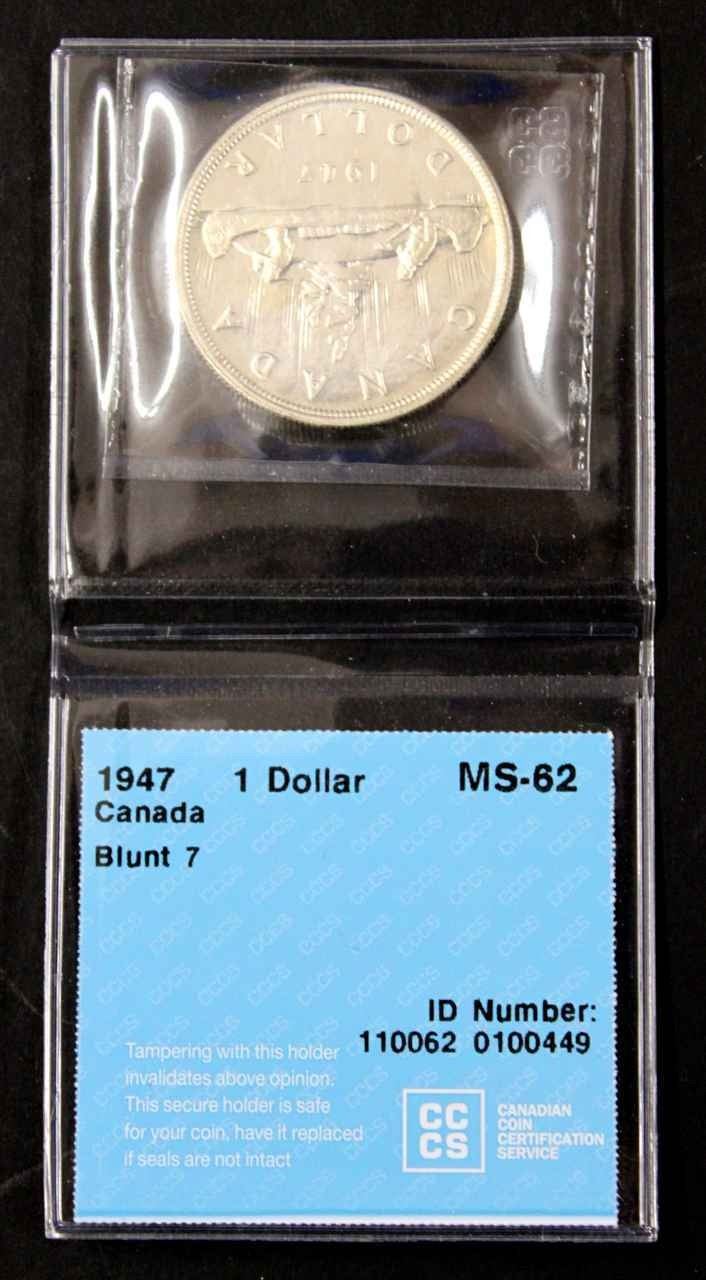 CANADA
1947
DOLLAR
1947 1 Dollar MS-62
Canada
Blunt 7
ID Number:
110062 0100449
Tampering with this holder
invalidates above opinion.
This secure holder is safe
for your coin, have it replaced
if seals are not intact
CC
CS
CANADIAN
COIN
CERTIFICATION
SERVICE